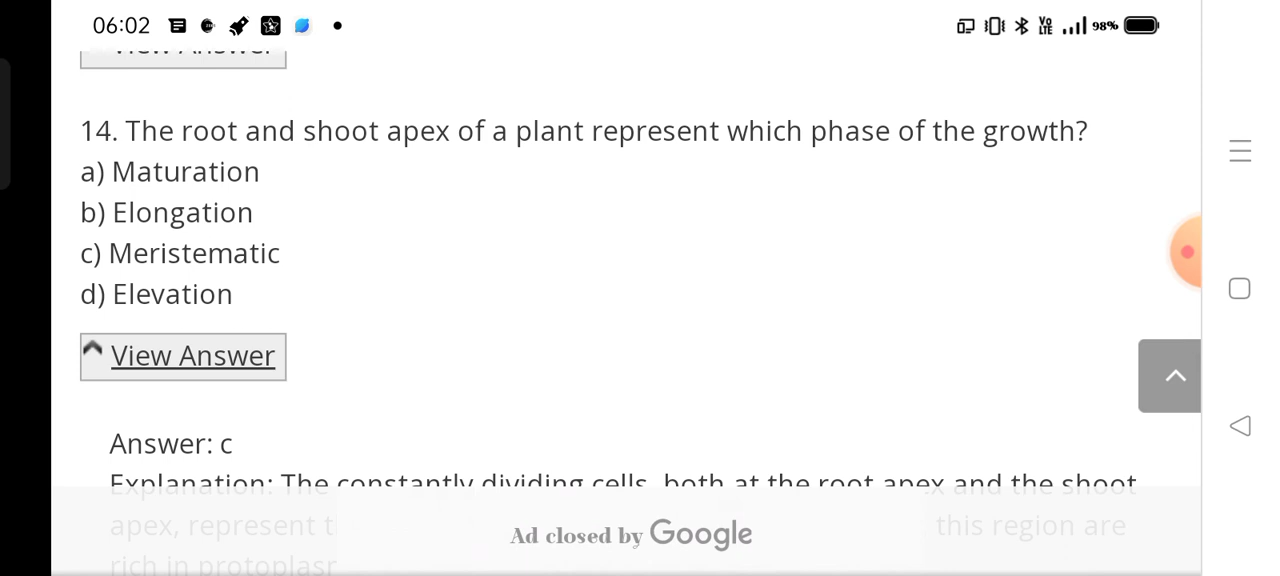 06:02 98%
14. The root and shoot apex of a plant represent which phase of the growth?
a) Maturation
b) Elongation
c) Meristematic
d) Elevation
View Answer
Answer: c
Explanation: The constantly dividing cells, both at the root apex and the shoot
apex, represent this region are
rich in
Ad closed by Google